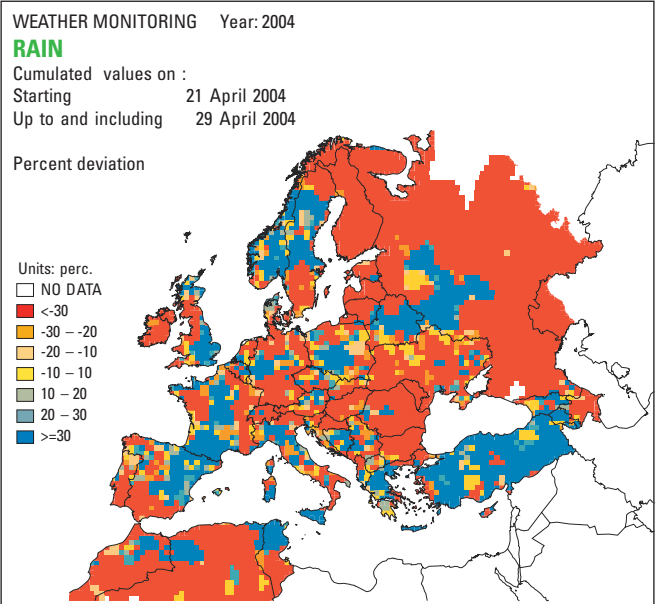 WEATHER MONITORING Year: 2004
RAIN
Cumulated values on :
Starting 21 April 2004
Up to and including 29 April 2004
Percent deviation
Units: perc.
NO DATA
<-30
-30 – -20
-20 – -10
-10 – 10
10 – 20
20 – 30
>=30